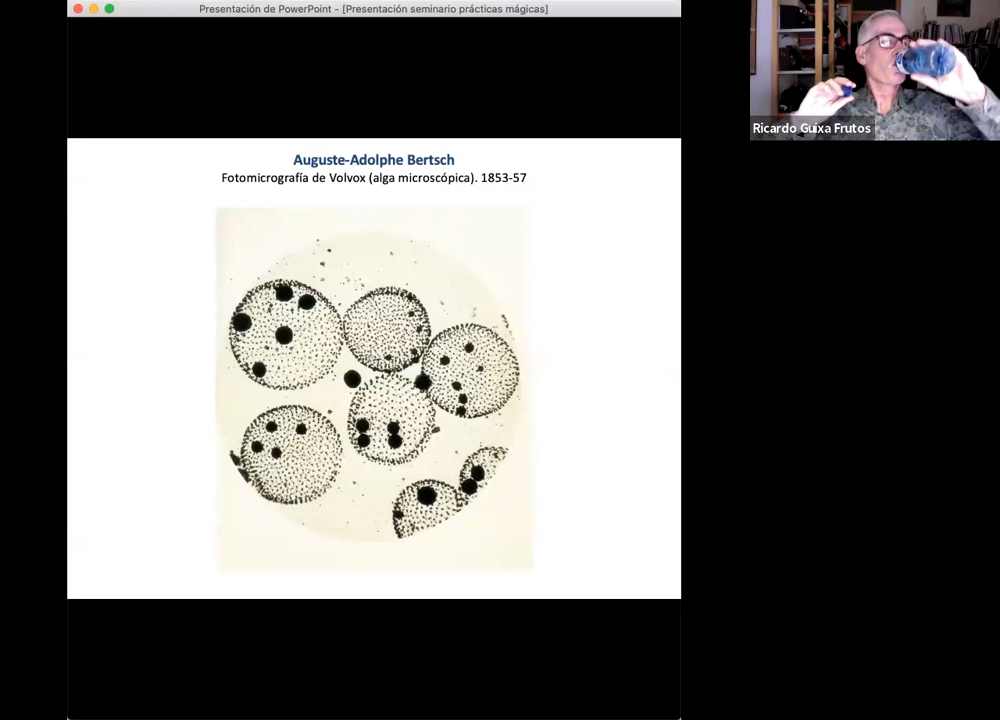 Presentación de PowerPoint - [Presentación seminario prácticas mágicas]
Auguste-Adolphe Bertsch
Fotomicrografía de Volvox (alga microscópica). 1853-57
Ricardo Guixa Frutos